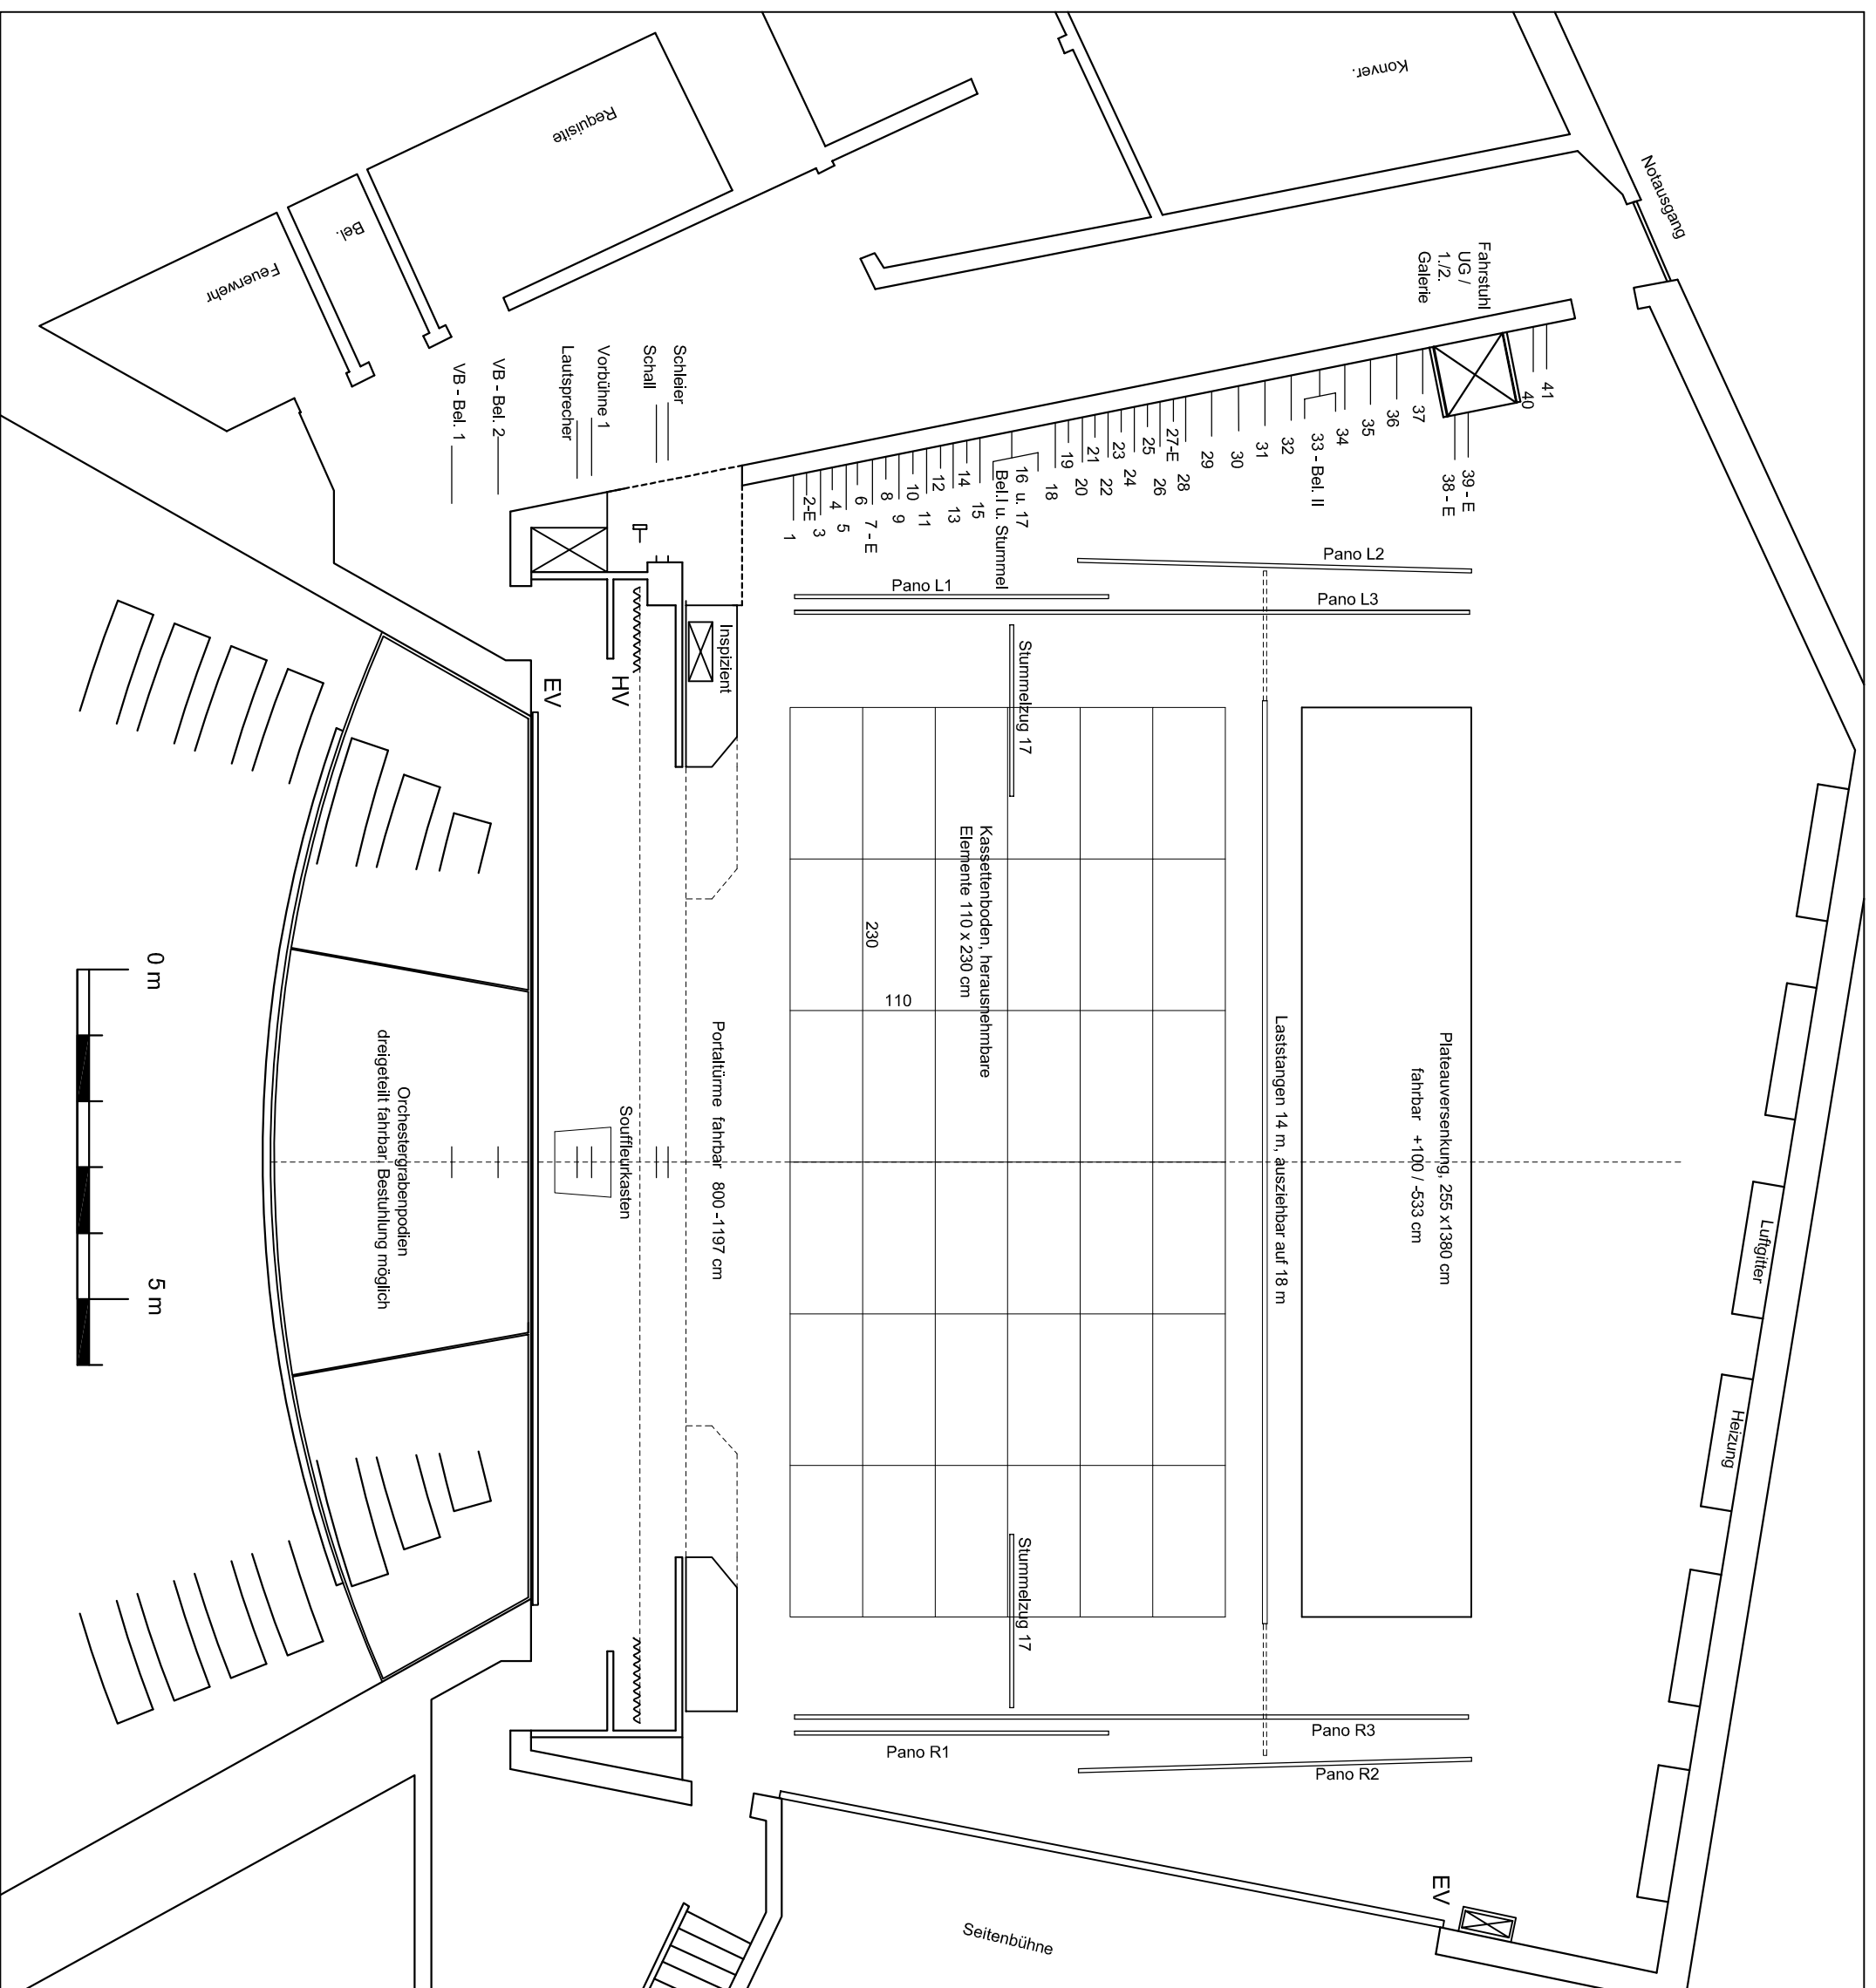 Konver.
Notausgang
Requisite
Bel.
Feuerwehr
Fahrstuhl
UG /
1./2.
Galerie
Schleier
Schall
Vorbühne 1
Lautsprecher
VB - Bel. 2
VB - Bel. 1
41
40
39 - E
38 - E
37
36
35
34
33 - Bel. II
32
31
30
29
28
27-E
26
25
24
23
22
21
20
19
18
16 u. 17
Bel.I u. Stummel
15
14
13
12
11
10
9
8
7 - E
6
5
4
3
2-E
1
Pano L2
Pano L1
Pano L3
Inspizient
Stummelzug 17
HV
EV
Kassettenboden, herausnehmbare
Elemente 110 x 230 cm
230
110
0 m
5 m
Portaltürme fahrbar 800 -1197 cm
Laststangen 14 m, ausziehbar auf 18 m
Plateauversenkung, 255 x1380 cm
fahrbar +100 / -533 cm
Souffleurkasten
Orchestergrabenpodien
dreigeteilt fahrbar, Bestuhlung möglich
Luftgitter
Heizung
Stummelzug 17
Pano R3
Pano R1
Pano R2
EV
Seitenbühne